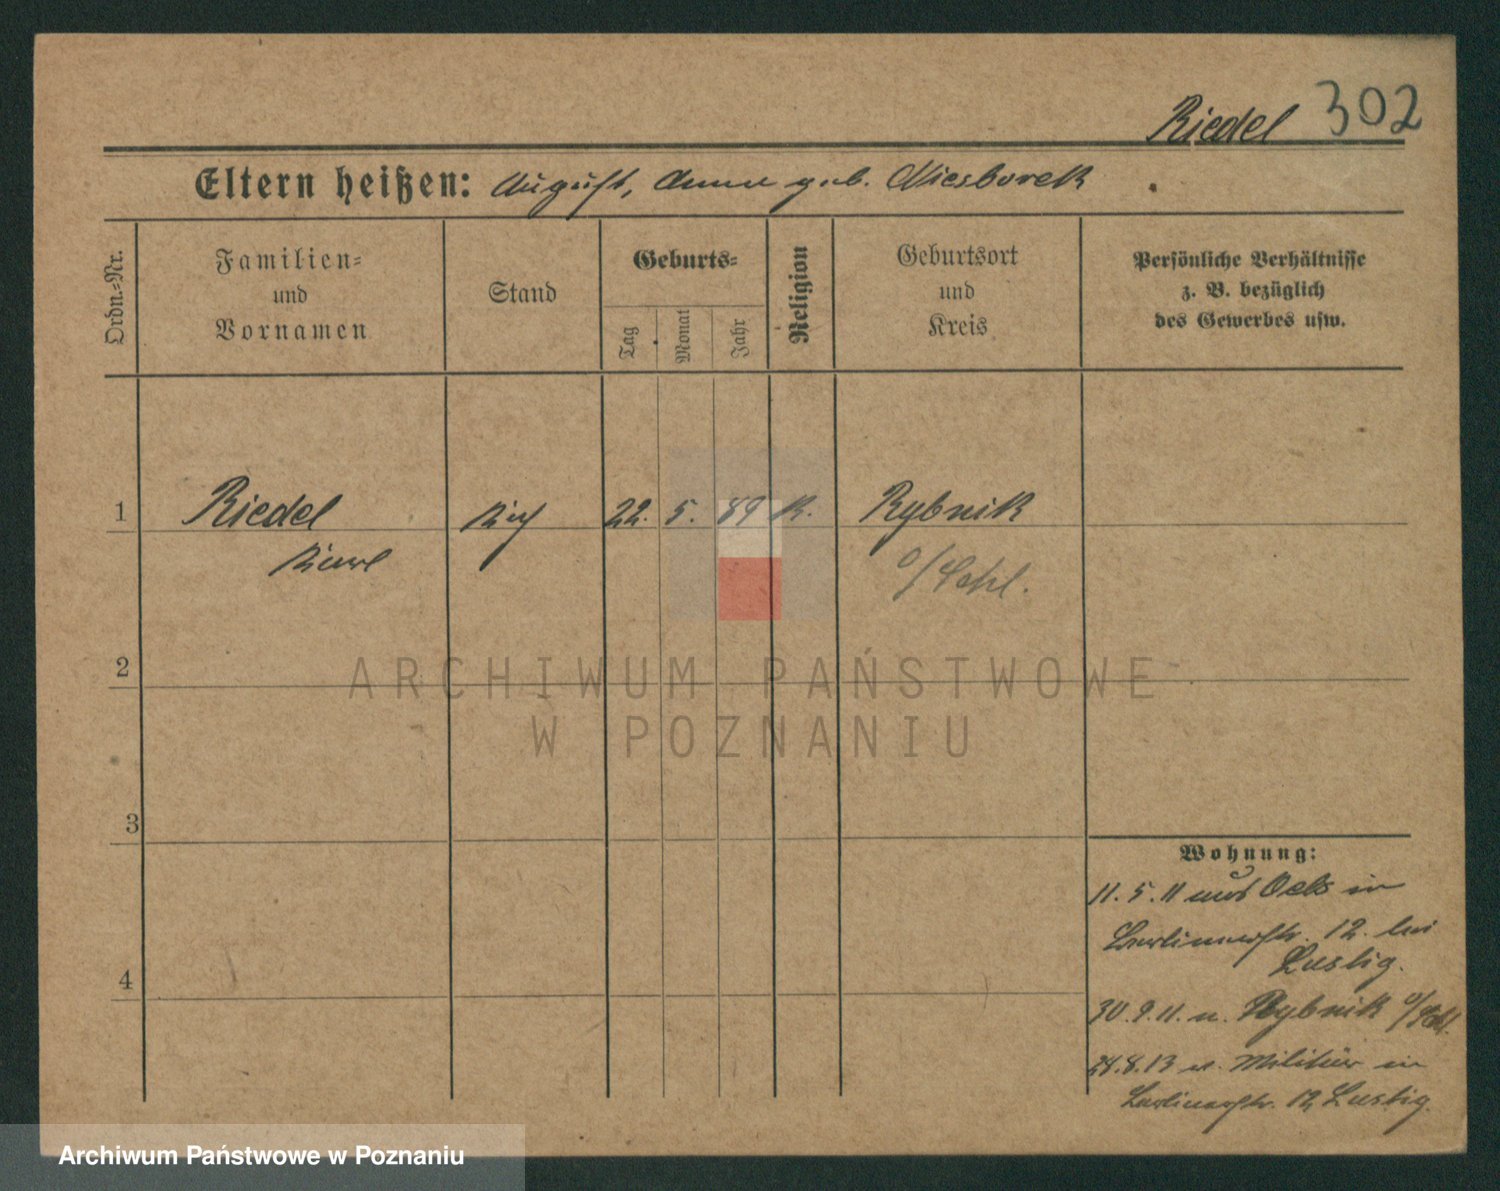 Riedel 302
Eltern heißen: August, Anna geb. Niesborek
Ordn.-Nr.
Familien-
und
Vornamen
Stand
Geburts-
Tag
Monat
Jahr
Religion
Geburtsort
und
Kreis
Persönliche Verhältnisse
z. B. bezüglich
des Gewerbes usw.
1 Riedel 22. 5. 89 K. Rybnik
Karl
o/Schl.
2
3
4
Wohnung:
11. 5. 11 aus Oels in
Berlinerstr. 12. bei
Lustig.
30. 9. 11. n. Rybnik o/Schl.
24. 8. 13 v. Militär in
Berlinerstr. 12 Lustig.
ARCHIWUM PAŃSTWOWE
W POZNANIU
Archiwum Państwowe w Poznaniu